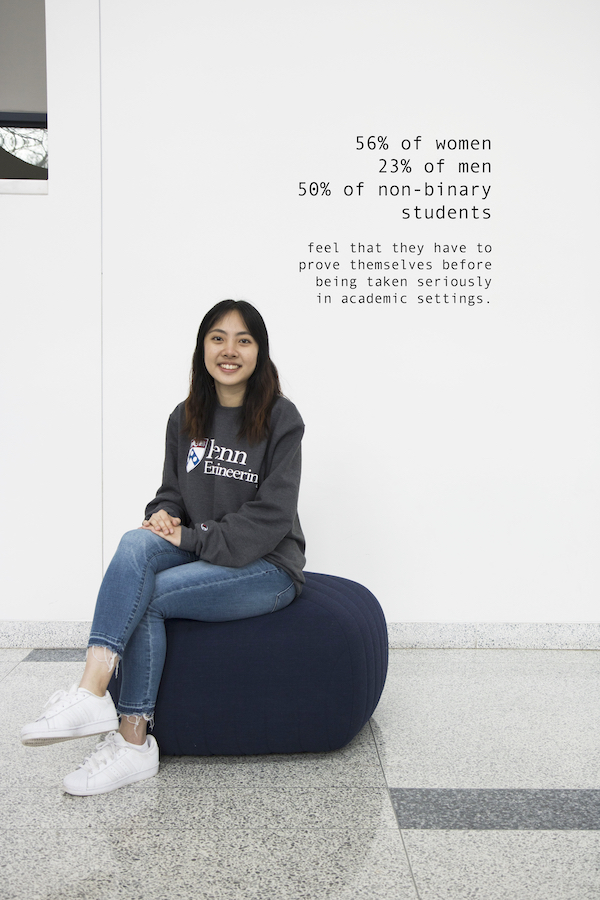 56% of women
23% of men
50% of non-binary
students
feel that they have to
prove themselves before
being taken seriously
in academic settings.
Penn
Engineering